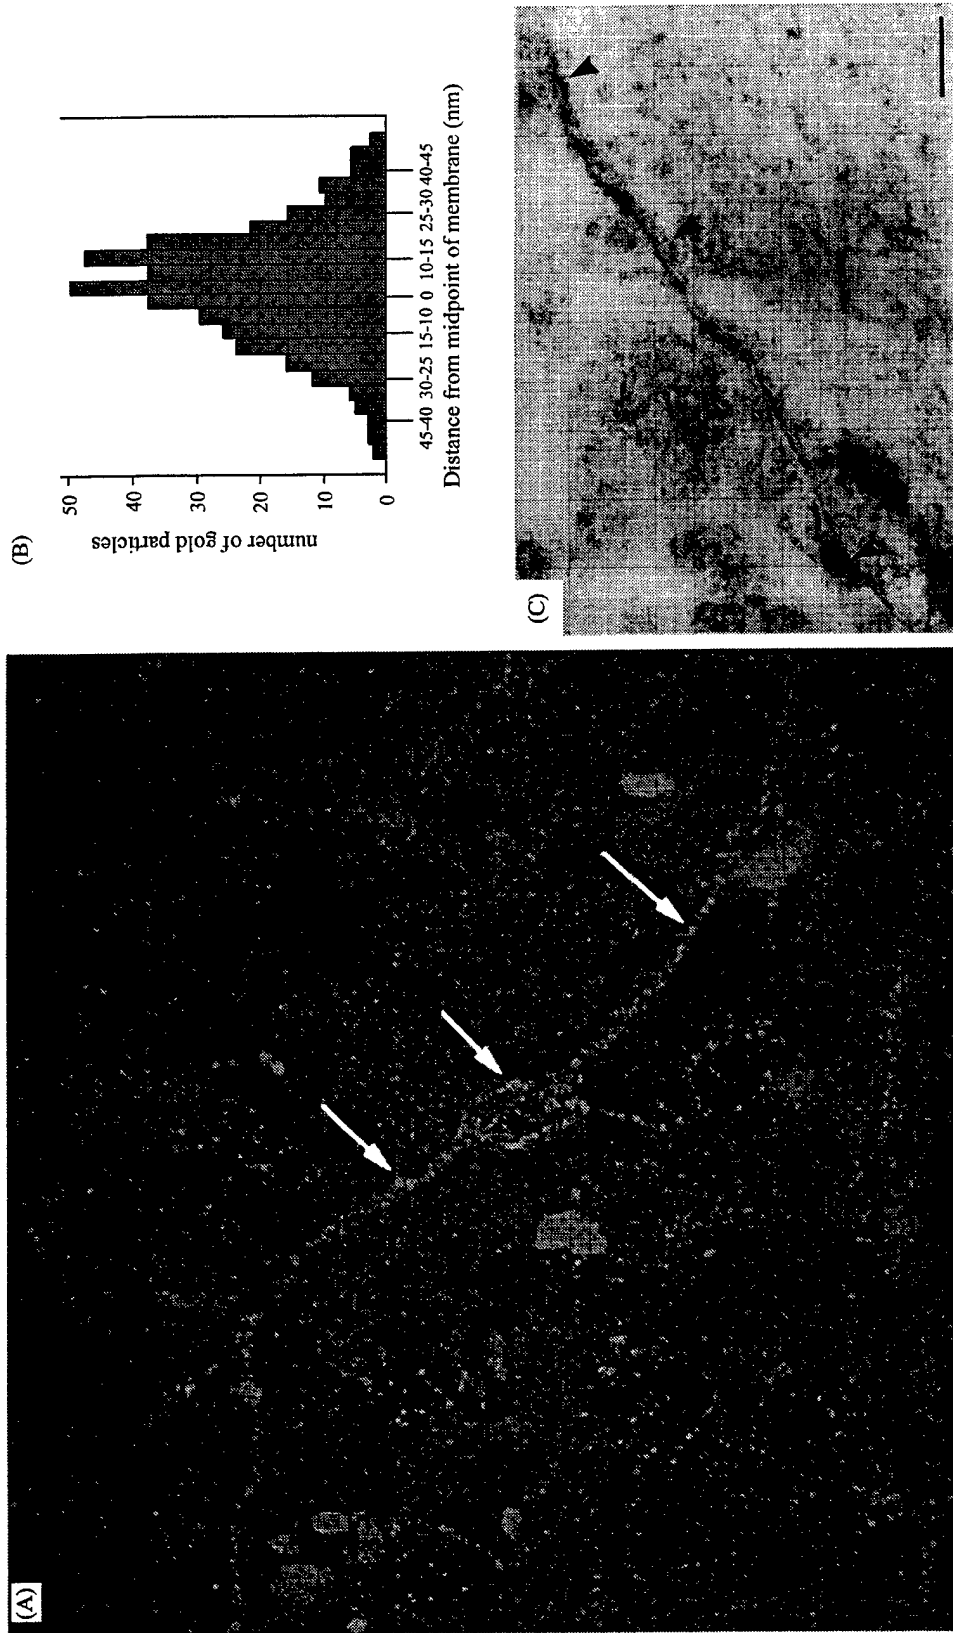 (A)
(B)
number of gold particles
50
40
30
20
10
0
45-40 30-25 15-10 0 10-15 25-30 40-45
Distance from midpoint of membrane (nm)
(C)